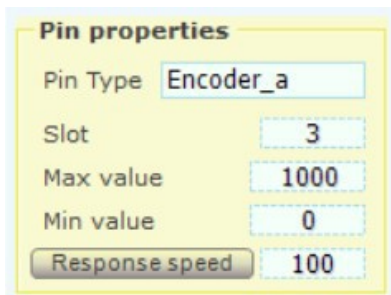 Pin properties
Pin Type Encoder_a
Slot 3
Max value 1000
Min value 0
Response speed 100